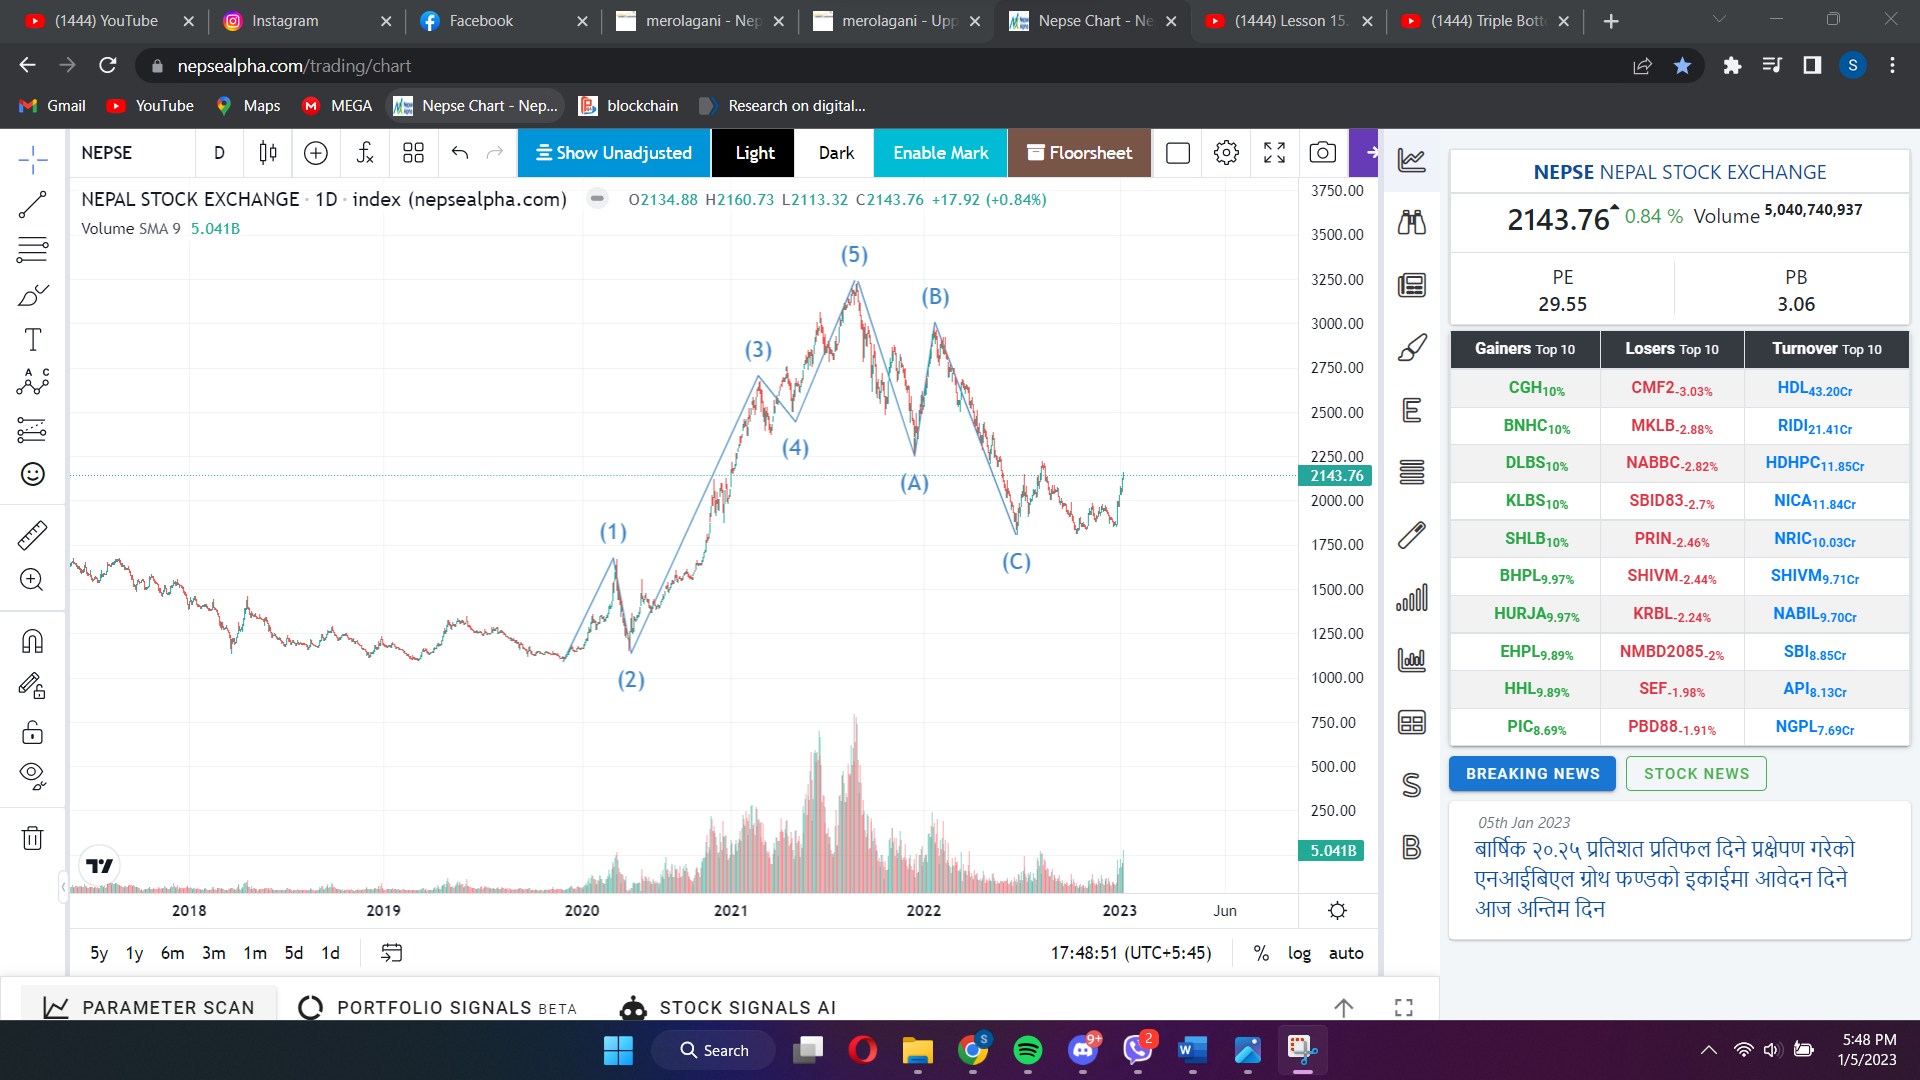 (1444) YouTube
Instagram
Facebook
merolagani - Nep
merolagani - Upp
Nepse Chart - Ne
(1444) Lesson 15.
(1444) Triple Bott
nepsealpha.com/trading/chart
S
Gmail
YouTube
Maps
MEGA
Nepse Chart - Nep...
blockchain
Research on digital...
NEPSE
D
Show Unadjusted
Light
Dark
Enable Mark
Floorsheet
NEPAL STOCK EXCHANGE · 1D · index (nepsealpha.com)
O2134.88 H2160.73 L2113.32 C2143.76 +17.92 (+0.84%)
Volume SMA 9 5.041B
(1)
(2)
(3)
(4)
(5)
(A)
(B)
(C)
3750.00
3500.00
3250.00
3000.00
2750.00
2500.00
2250.00
2143.76
2000.00
1750.00
1500.00
1250.00
1000.00
750.00
500.00
250.00
5.041B
2018 2019 2020 2021 2022 2023 Jun
5y 1y 6m 3m 1m 5d 1d
17:48:51 (UTC+5:45)
% log auto
PARAMETER SCAN
PORTFOLIO SIGNALS BETA
STOCK SIGNALS AI
T
A C
E
S
B
NEPSE NEPAL STOCK EXCHANGE
2143.76 0.84 % Volume 5,040,740,937
PE PB
29.55 3.06
Gainers Top 10 Losers Top 10 Turnover Top 10
CGH10% CMF2-3.03% HDL43.20Cr
BNHC10% MKLB-2.88% RIDI21.41Cr
DLBS10% NABBC-2.82% HDHPC11.85Cr
KLBS10% SBID83-2.7% NICA11.84Cr
SHLB10% PRIN-2.46% NRIC10.03Cr
BHPL9.97% SHIVM-2.44% SHIVM9.71Cr
HURJA9.97% KRBL-2.24% NABIL9.70Cr
EHPL9.89% NMBD2085-2% SBI8.85Cr
HHL9.89% SEF-1.98% API8.13Cr
PIC8.69% PBD88-1.91% NGPL7.69Cr
BREAKING NEWS
STOCK NEWS
05th Jan 2023
बार्षिक २०.२५ प्रतिशत प्रतिफल दिने प्रक्षेपण गरेको
एनआईबिएल ग्रोथ फण्डको इकाईमा आवेदन दिने
आज अन्तिम दिन
Search
S
9+
2
W
5:48 PM
1/5/2023